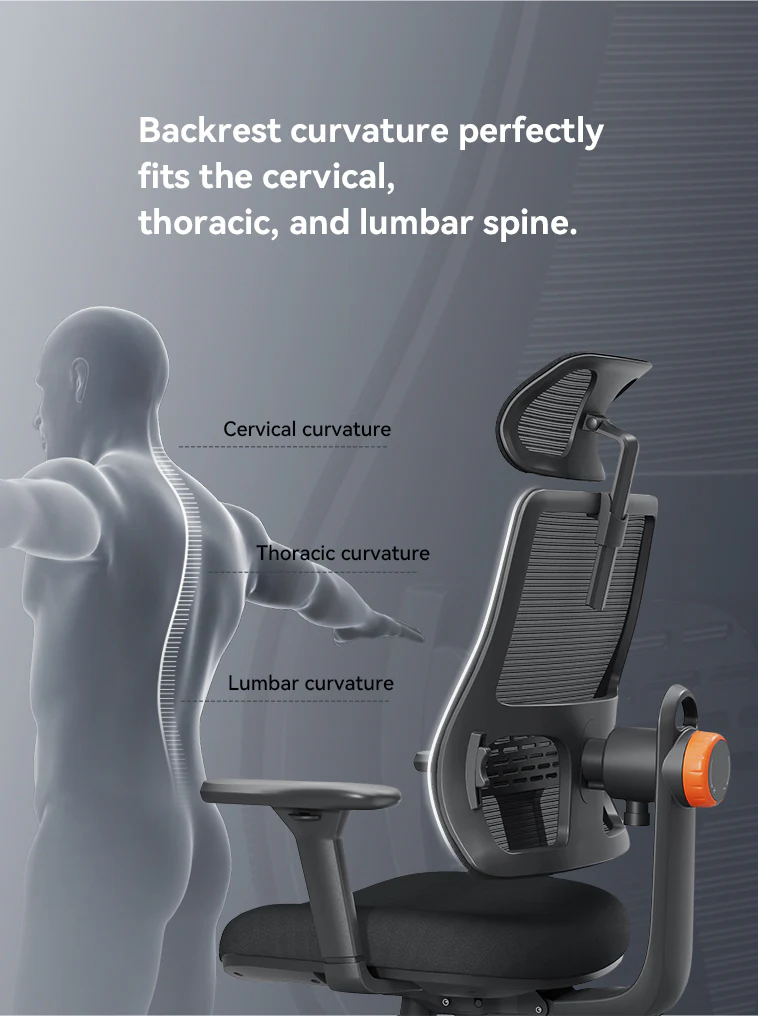 Backrest curvature perfectly
fits the cervical,
thoracic, and lumbar spine.
Cervical curvature
Thoracic curvature
Lumbar curvature